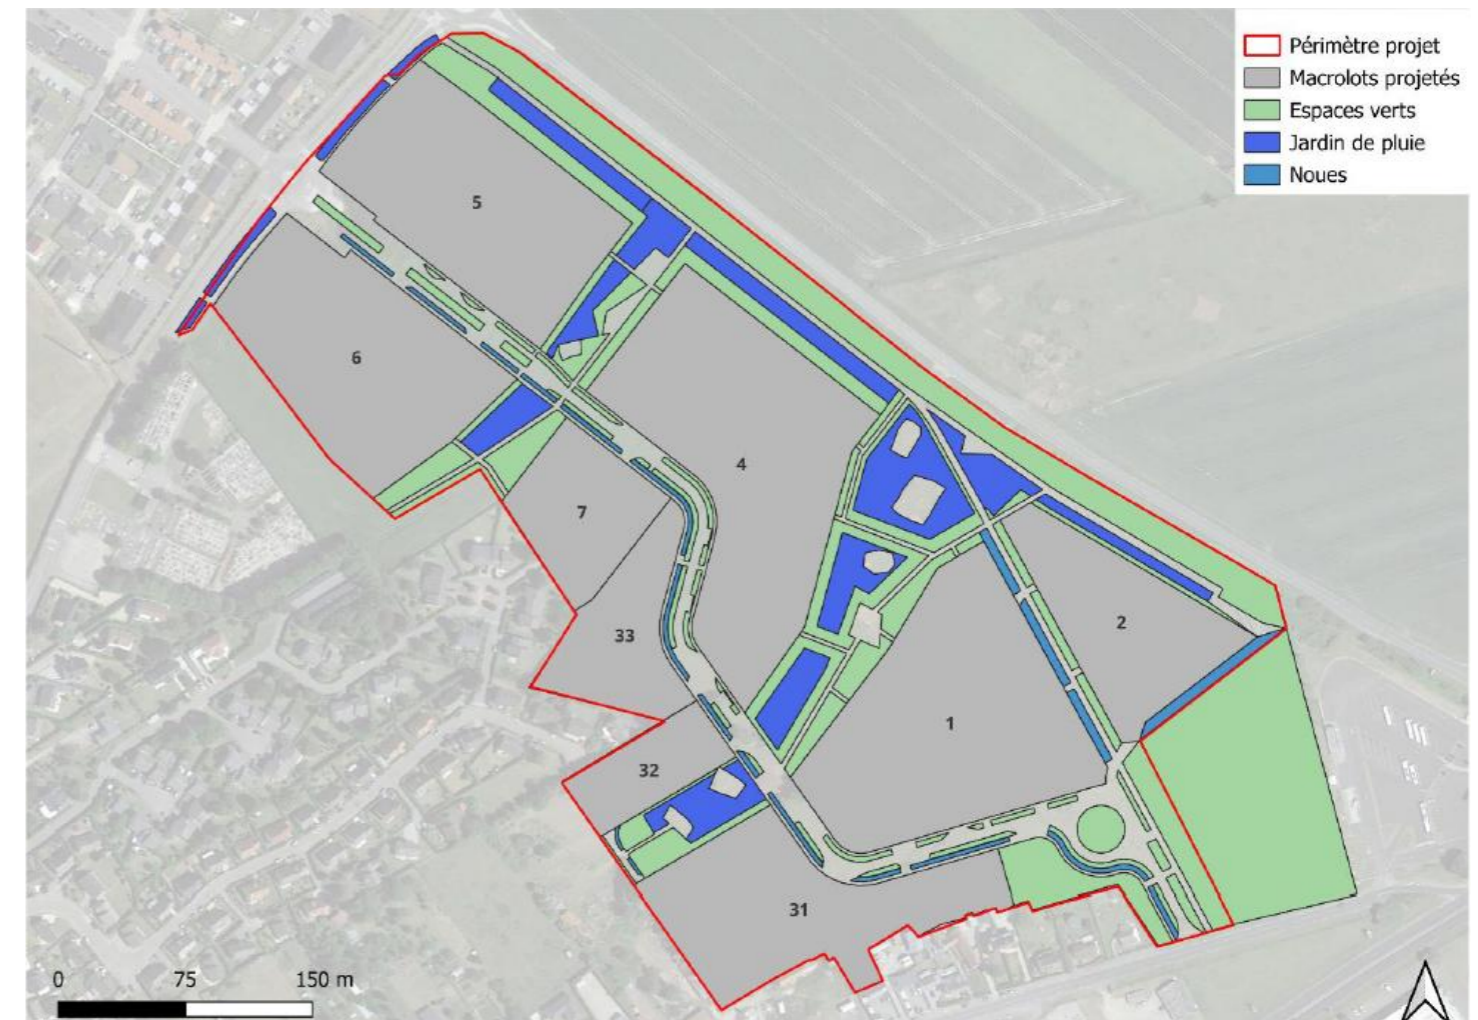 Périmètre projet
Macrolots projetés
Espaces verts
Jardin de pluie
Noues
5
6
4
7
33
2
1
32
31
0 75 150 m